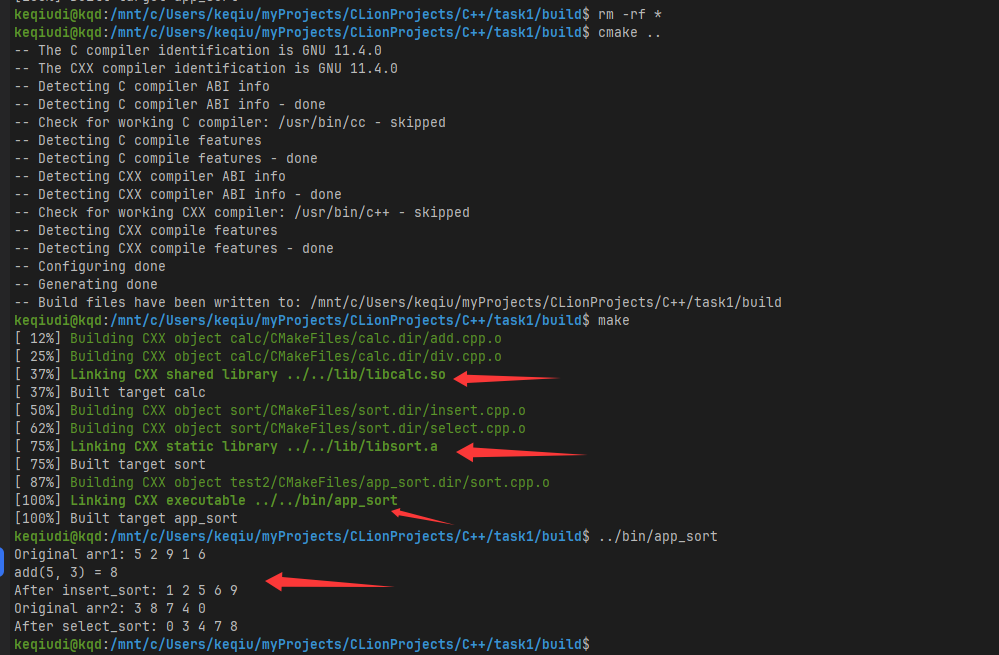 keqiudi@kqd:/mnt/c/Users/keqiu/myProjects/CLionProjects/C++/task1/build$ rm -rf *
keqiudi@kqd:/mnt/c/Users/keqiu/myProjects/CLionProjects/C++/task1/build$ cmake ..
-- The C compiler identification is GNU 11.4.0
-- The CXX compiler identification is GNU 11.4.0
-- Detecting C compiler ABI info
-- Detecting C compiler ABI info - done
-- Check for working C compiler: /usr/bin/cc - skipped
-- Detecting C compile features
-- Detecting C compile features - done
-- Detecting CXX compiler ABI info
-- Detecting CXX compiler ABI info - done
-- Check for working CXX compiler: /usr/bin/c++ - skipped
-- Detecting CXX compile features
-- Detecting CXX compile features - done
-- Configuring done
-- Generating done
-- Build files have been written to: /mnt/c/Users/keqiu/myProjects/CLionProjects/C++/task1/build
keqiudi@kqd:/mnt/c/Users/keqiu/myProjects/CLionProjects/C++/task1/build$ make
[ 12%] Building CXX object calc/CMakeFiles/calc.dir/add.cpp.o
[ 25%] Building CXX object calc/CMakeFiles/calc.dir/div.cpp.o
[ 37%] Linking CXX shared library ../../lib/libcalc.so
[ 37%] Built target calc
[ 50%] Building CXX object sort/CMakeFiles/sort.dir/insert.cpp.o
[ 62%] Building CXX object sort/CMakeFiles/sort.dir/select.cpp.o
[ 75%] Linking CXX static library ../../lib/libsort.a
[ 75%] Built target sort
[ 87%] Building CXX object test2/CMakeFiles/app_sort.dir/sort.cpp.o
[100%] Linking CXX executable ../../bin/app_sort
[100%] Built target app_sort
keqiudi@kqd:/mnt/c/Users/keqiu/myProjects/CLionProjects/C++/task1/build$ ../bin/app_sort
Original arr1: 5 2 9 1 6
add(5, 3) = 8
After insert_sort: 1 2 5 6 9
Original arr2: 3 8 7 4 0
After select_sort: 0 3 4 7 8
keqiudi@kqd:/mnt/c/Users/keqiu/myProjects/CLionProjects/C++/task1/build$